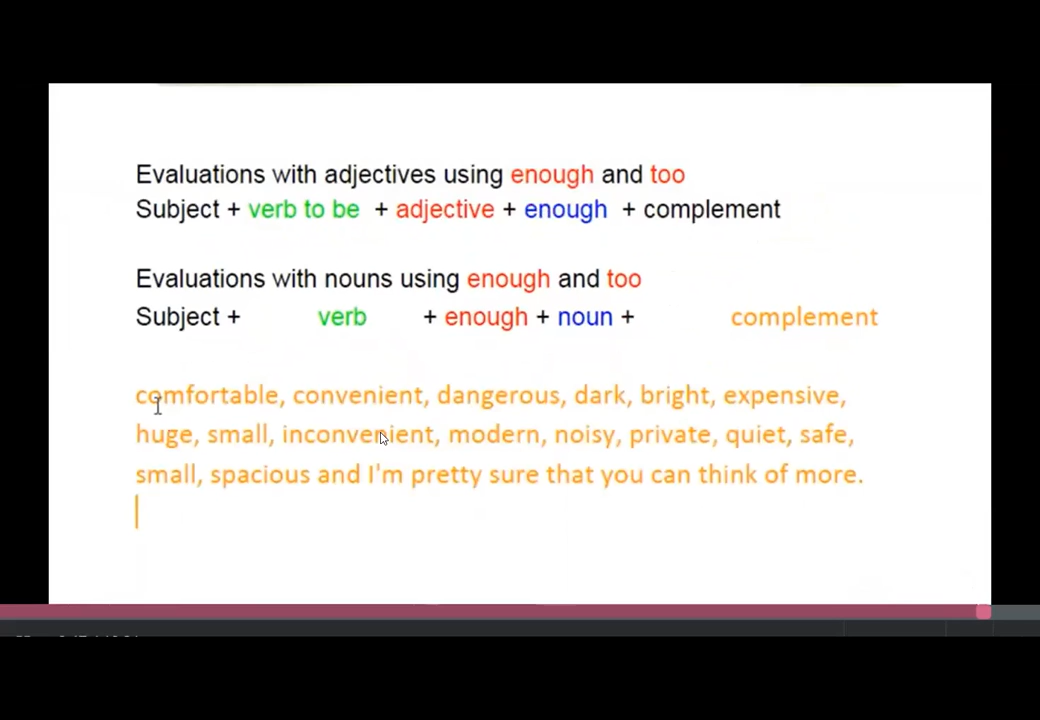 Evaluations with adjectives using enough and too
Subject + verb to be + adjective + enough + complement
Evaluations with nouns using enough and too
Subject + verb + enough + noun + complement
comfortable, convenient, dangerous, dark, bright, expensive,
huge, small, inconvenient, modern, noisy, private, quiet, safe,
small, spacious and I'm pretty sure that you can think of more.